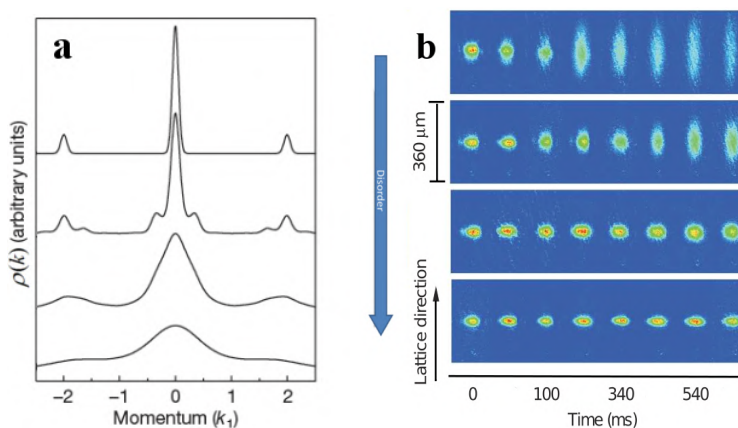 a
ρ(k) (arbitrary units)
−2 −1 0 1 2
Momentum (k₁)
Disorder
b
360 μm
Lattice direction
0 100 340 540
Time (ms)